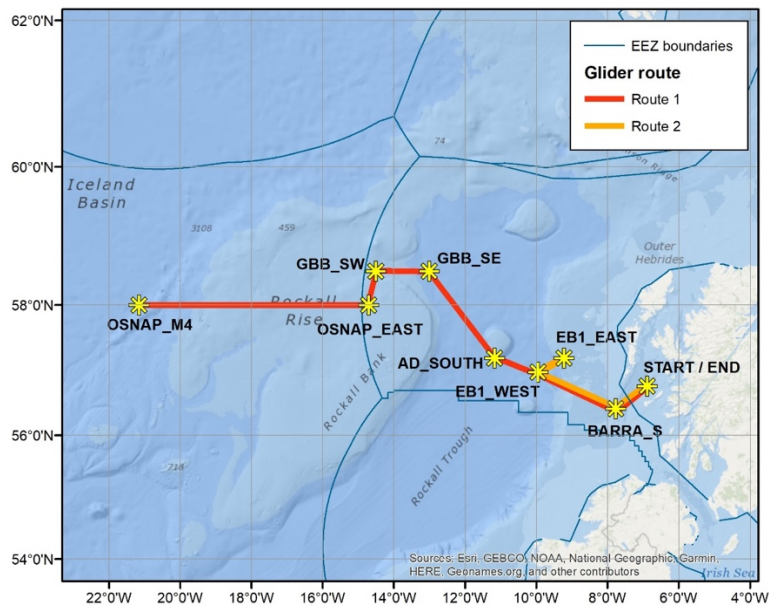 62°0'N
60°0'N
58°0'N
56°0'N
54°0'N
EEZ boundaries
Glider route
Route 1
Route 2
74
Iceland
Basin
3108
459
Outer
Hebrides
GBB_SW
GBB_SE
Rockall
Rise
OSNAP_M4
OSNAP_EAST
EB1_EAST
AD_SOUTH
START / END
EB1_WEST
BARRA_S
Rockall Bank
Rockall Trough
718
Sources: Esri, GEBCO, NOAA, National Geographic, Garmin,
HERE, Geonames.org, and other contributors
Irish Sea
22°0'W
20°0'W
18°0'W
16°0'W
14°0'W
12°0'W
10°0'W
8°0'W
6°0'W
4°0'W